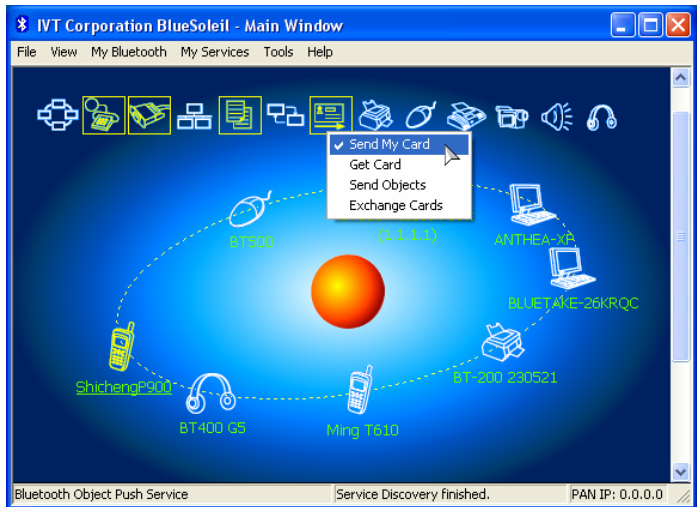 IVT Corporation BlueSoleil - Main Window
File View My Bluetooth My Services Tools Help
Send My Card
Get Card
Send Objects
Exchange Cards
BT500
(1.1.1.1)
ANTHEA-XP
BLUETAKE-26KRQC
ShichengP900
BT-200 230521
BT400 G5
Ming T610
Bluetooth Object Push Service
Service Discovery finished.
PAN IP: 0.0.0.0